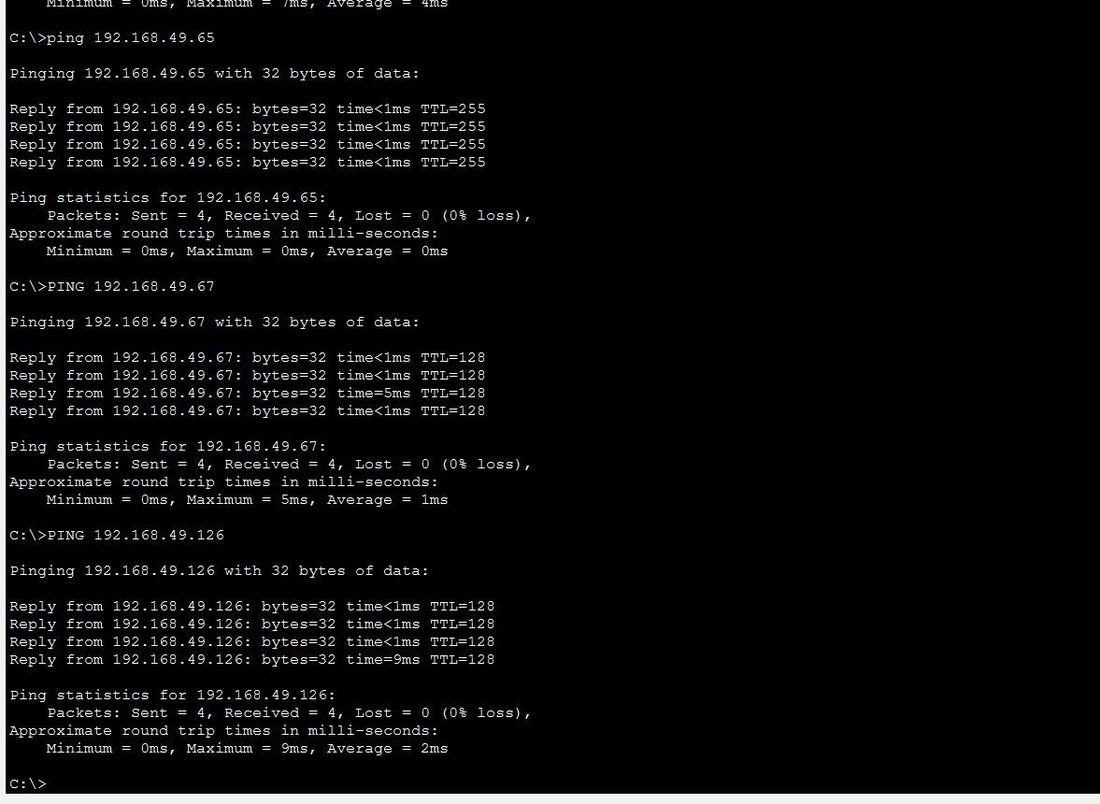 Minimum = 0ms, Maximum = 7ms, Average = 4ms
C:\>ping 192.168.49.65
Pinging 192.168.49.65 with 32 bytes of data:
Reply from 192.168.49.65: bytes=32 time<1ms TTL=255
Reply from 192.168.49.65: bytes=32 time<1ms TTL=255
Reply from 192.168.49.65: bytes=32 time<1ms TTL=255
Reply from 192.168.49.65: bytes=32 time<1ms TTL=255
Ping statistics for 192.168.49.65:
Packets: Sent = 4, Received = 4, Lost = 0 (0% loss),
Approximate round trip times in milli-seconds:
Minimum = 0ms, Maximum = 0ms, Average = 0ms
C:\>PING 192.168.49.67
Pinging 192.168.49.67 with 32 bytes of data:
Reply from 192.168.49.67: bytes=32 time<1ms TTL=128
Reply from 192.168.49.67: bytes=32 time<1ms TTL=128
Reply from 192.168.49.67: bytes=32 time=5ms TTL=128
Reply from 192.168.49.67: bytes=32 time<1ms TTL=128
Ping statistics for 192.168.49.67:
Packets: Sent = 4, Received = 4, Lost = 0 (0% loss),
Approximate round trip times in milli-seconds:
Minimum = 0ms, Maximum = 5ms, Average = 1ms
C:\>PING 192.168.49.126
Pinging 192.168.49.126 with 32 bytes of data:
Reply from 192.168.49.126: bytes=32 time<1ms TTL=128
Reply from 192.168.49.126: bytes=32 time<1ms TTL=128
Reply from 192.168.49.126: bytes=32 time<1ms TTL=128
Reply from 192.168.49.126: bytes=32 time=9ms TTL=128
Ping statistics for 192.168.49.126:
Packets: Sent = 4, Received = 4, Lost = 0 (0% loss),
Approximate round trip times in milli-seconds:
Minimum = 0ms, Maximum = 9ms, Average = 2ms
C:\>